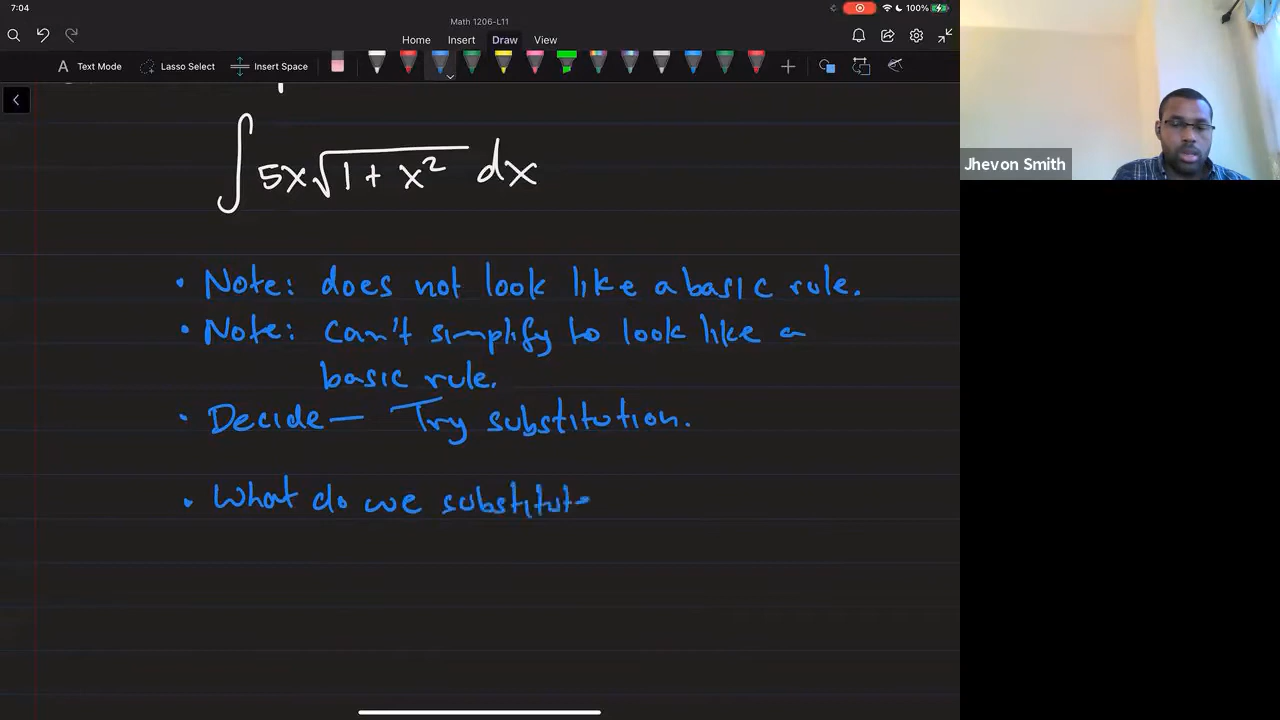 7:04
Math 1206-L11
100%
Home Insert Draw View
A Text Mode Lasso Select Insert Space
∫ 5x√(1 + x²) dx
• Note: does not look like a basic rule.
• Note: can't simplify to look like a
basic rule.
• Decide — Try substitution.
• What do we substitute
Jhevon Smith